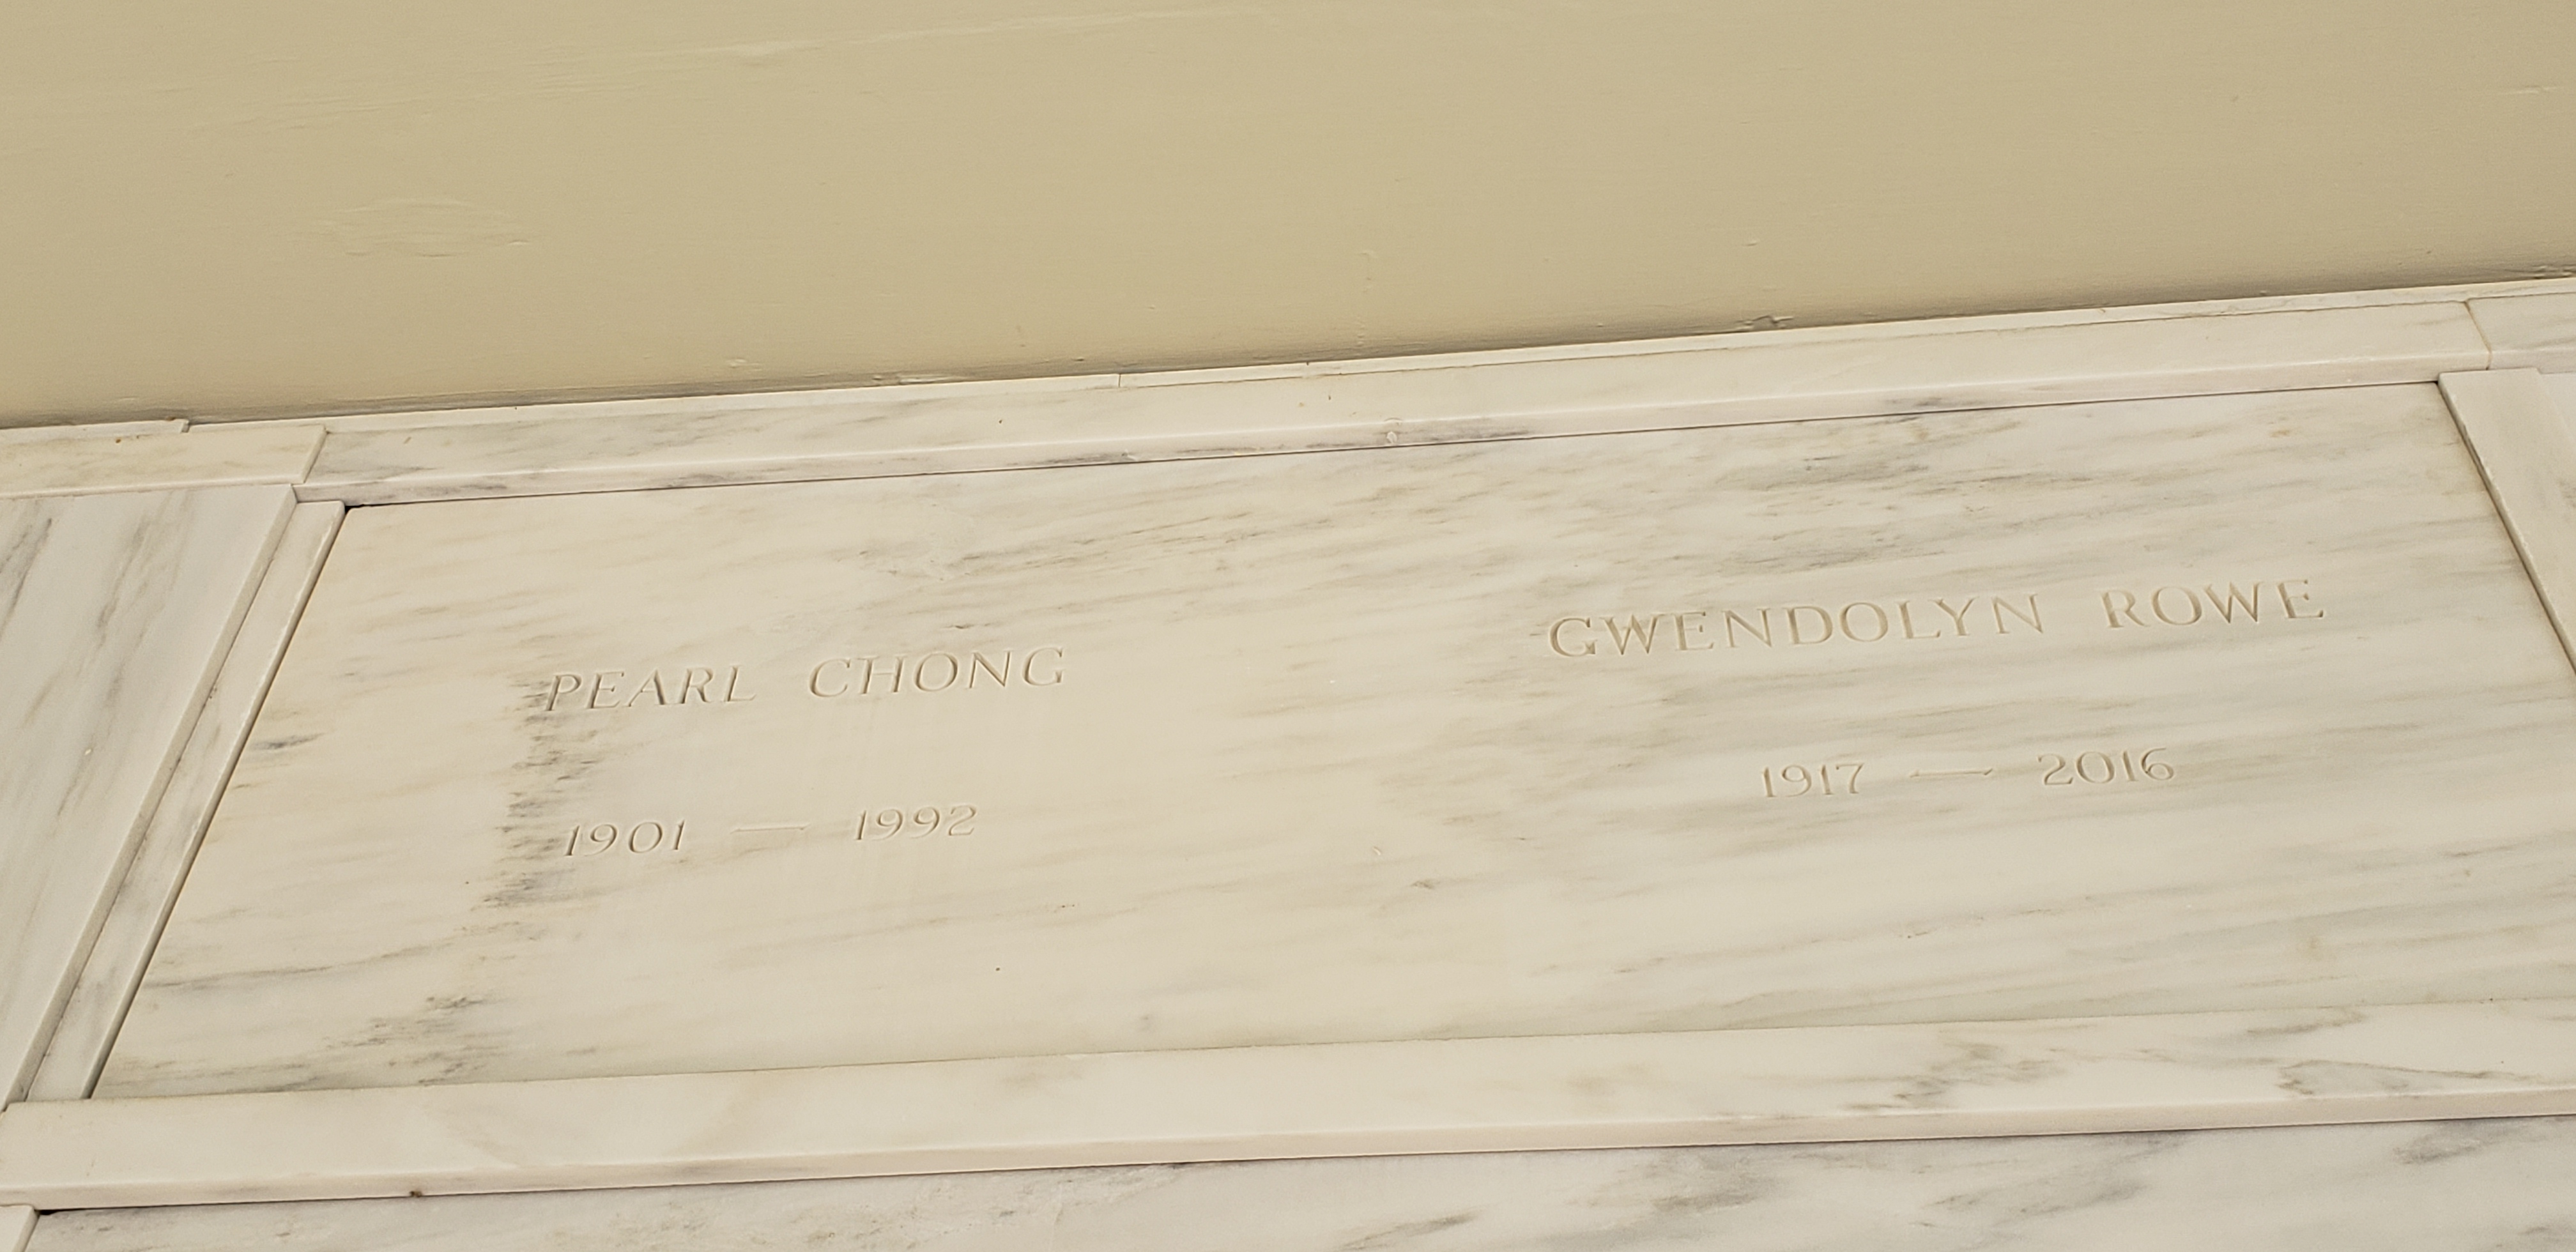 PEARL CHONG
1901 — 1992
GWENDOLYN ROWE
1917 — 2016